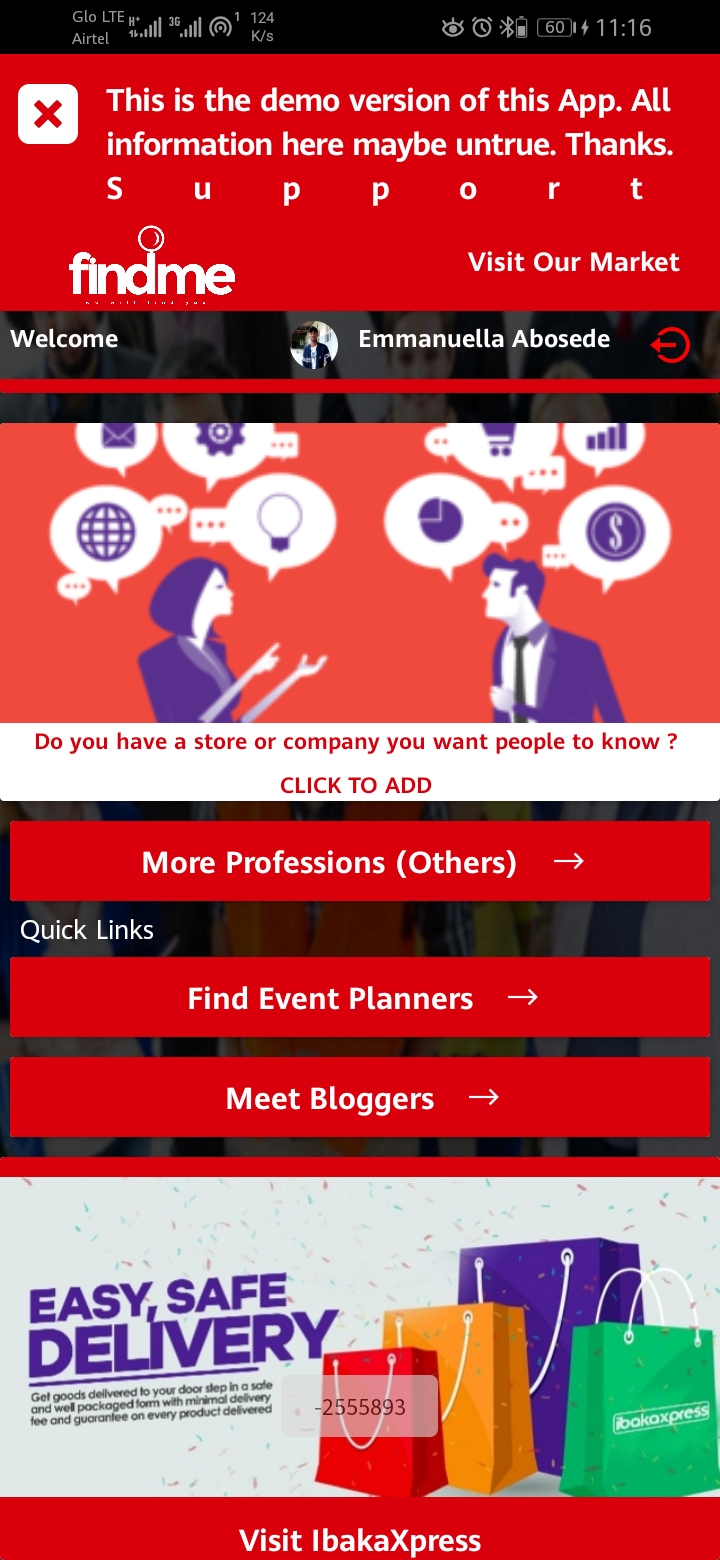 Glo LTE
Airtel
H+
3G
1
124
K/s
60
11:16
This is the demo version of this App. All
information here maybe untrue. Thanks.
S u p p o r t
findme
Visit Our Market
Welcome
Emmanuella Abosede
$
Do you have a store or company you want people to know ?
CLICK TO ADD
More Professions (Others) →
Quick Links
Find Event Planners →
Meet Bloggers →
EASY, SAFE
DELIVERY
Get goods delivered to your door step in a safe
and well packaged form with minimal delivery
fee and guarantee on every product delivered
-2555893
ibakaxpress
Visit IbakaXpress